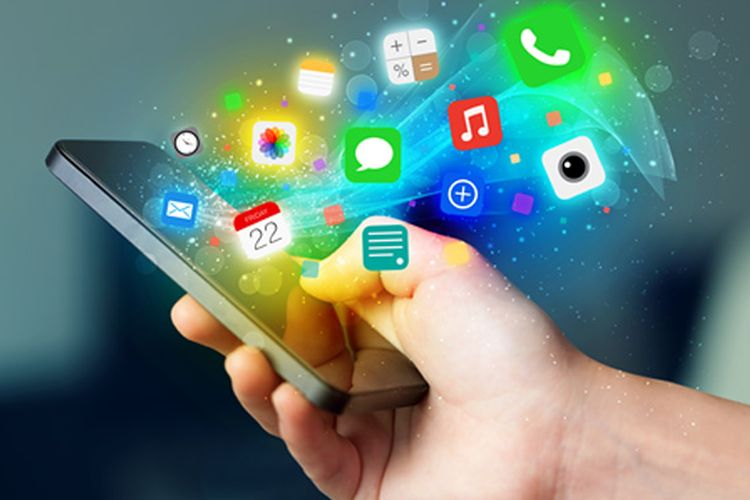 + −
% =
FRIDAY
22